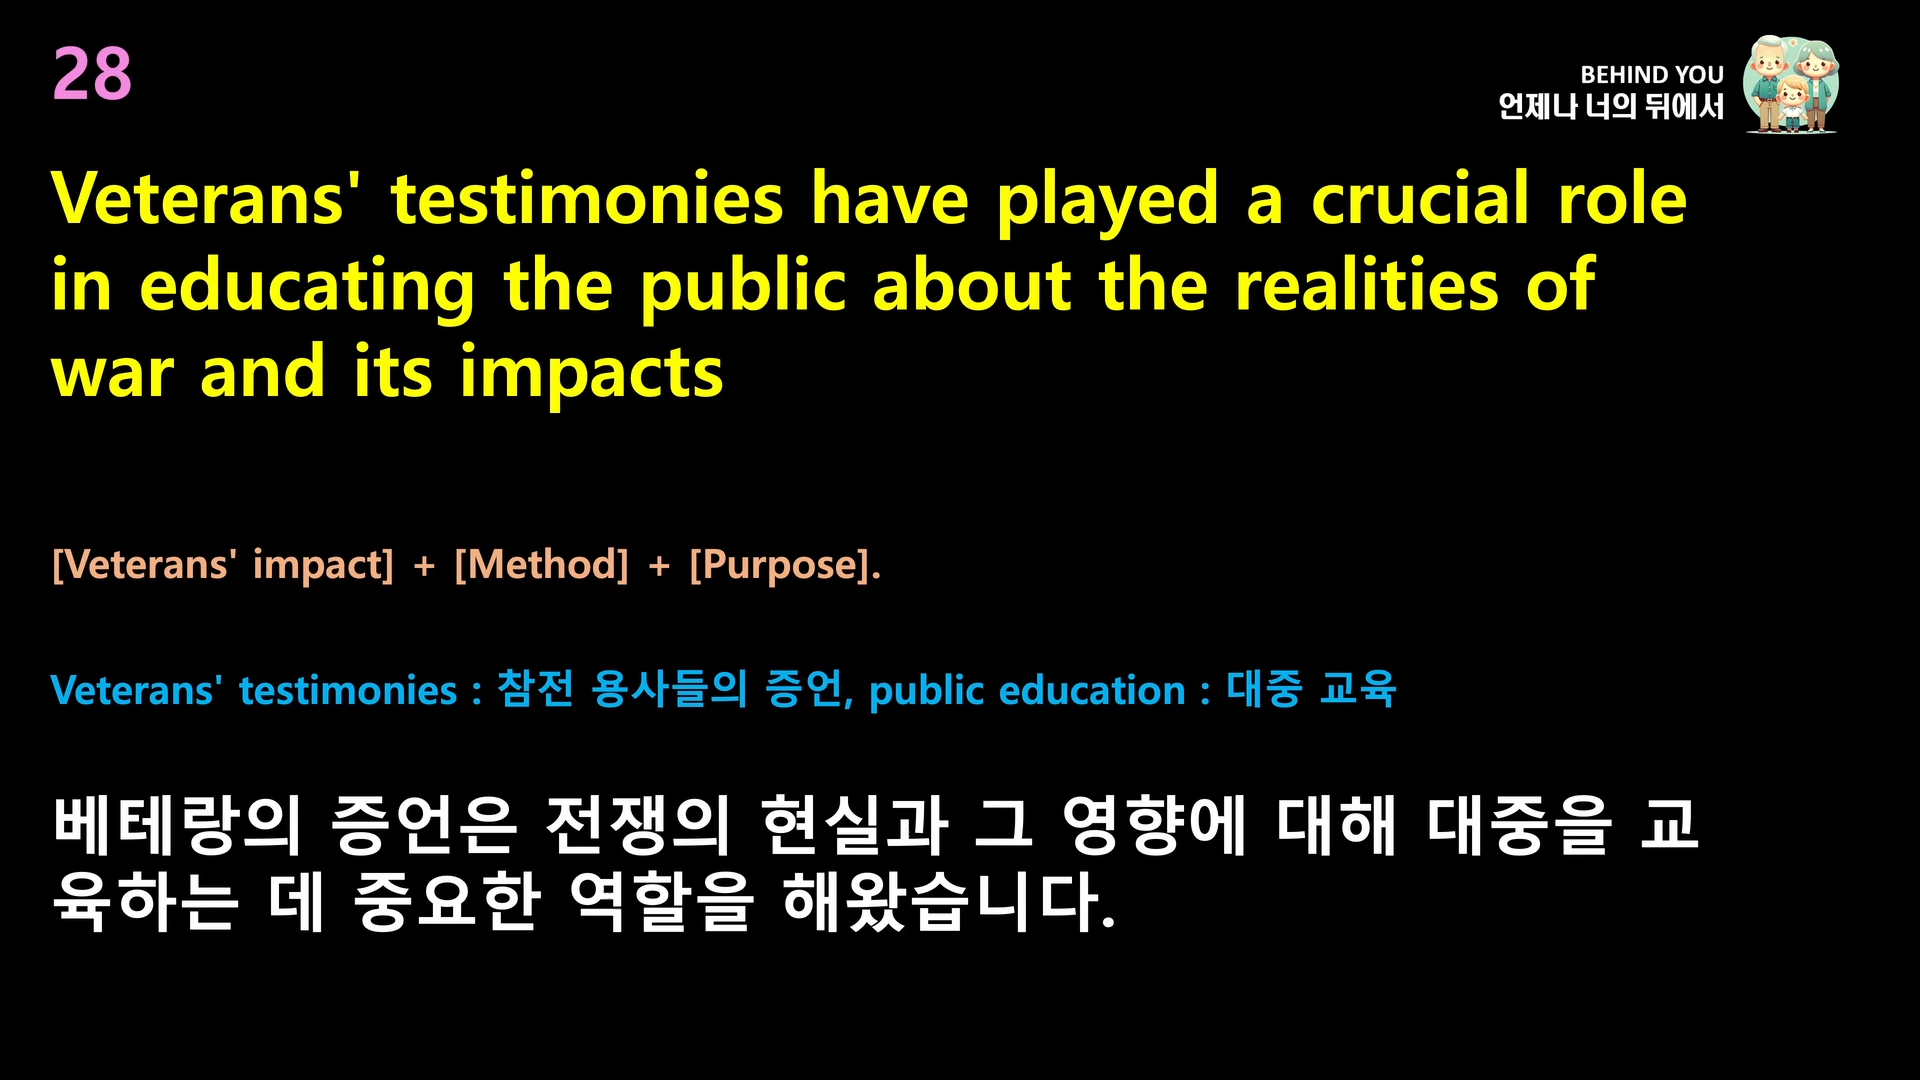 28
BEHIND YOU
언제나 너의 뒤에서
Veterans' testimonies have played a crucial role
in educating the public about the realities of
war and its impacts
[Veterans' impact] + [Method] + [Purpose].
Veterans' testimonies : 참전 용사들의 증언, public education : 대중 교육
베테랑의 증언은 전쟁의 현실과 그 영향에 대해 대중을 교
육하는 데 중요한 역할을 해왔습니다.